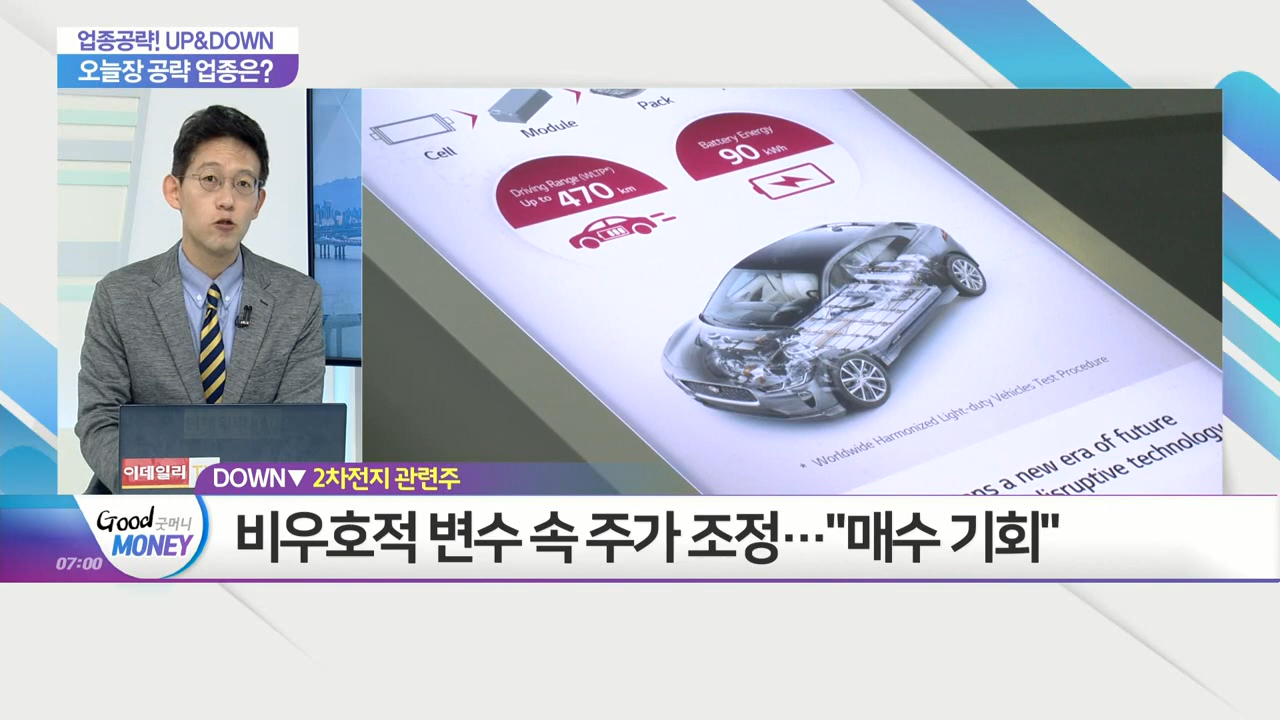 업종공략! UP&DOWN
오늘장 공략 업종은?
Cell
Module
Pack
Driving Range (WLTP*)
Up to 470 km
Battery Energy
90 kWh
* Worldwide Harmonized Light-duty Vehicles Test Procedure
a new era of future
disruptive technology
이데일리 T
DOWN▼ 2차전지 관련주
Good 굿머니
MONEY
07:00
비우호적 변수 속 주가 조정…"매수 기회"